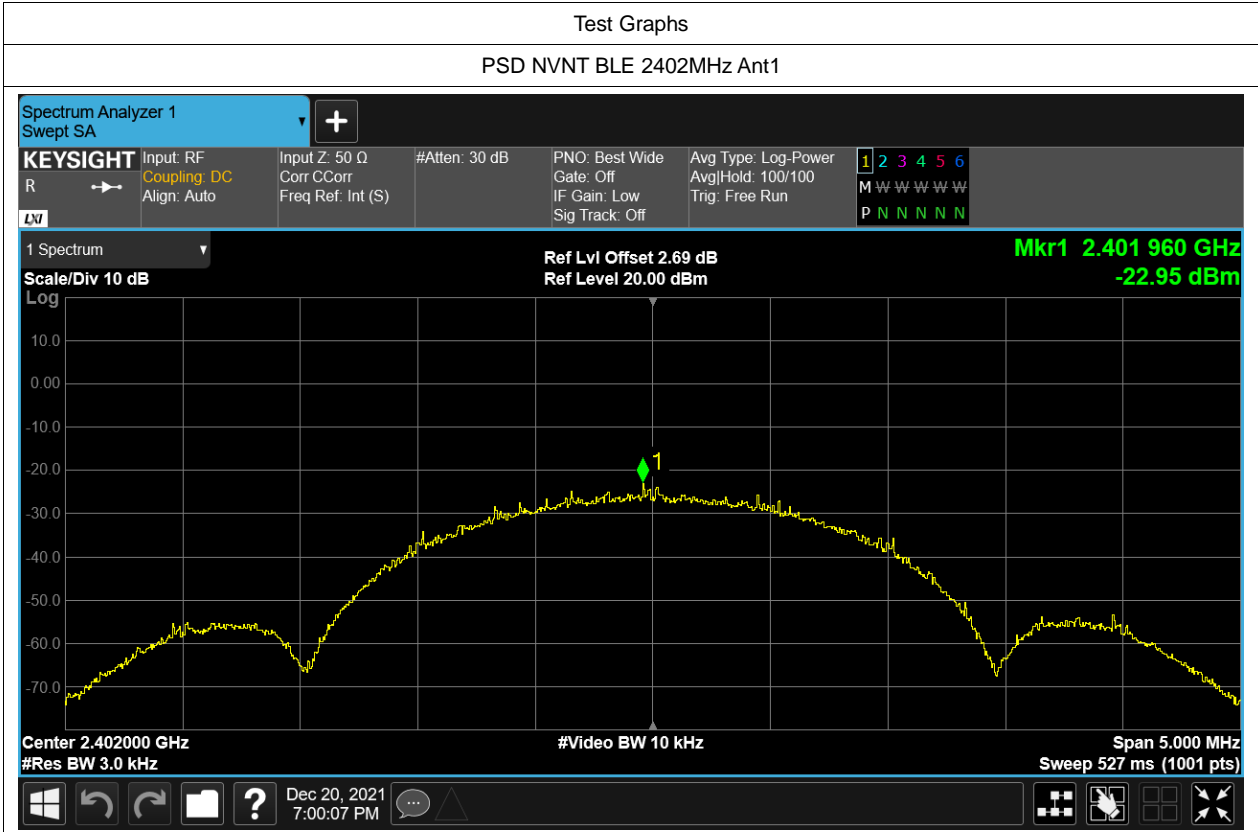 Test Graphs
PSD NVNT BLE 2402MHz Ant1
Spectrum Analyzer 1
Swept SA
KEYSIGHT
R
LXI
Input: RF
Coupling: DC
Align: Auto
Input Z: 50 Ω
Corr CCorr
Freq Ref: Int (S)
#Atten: 30 dB
PNO: Best Wide
Gate: Off
IF Gain: Low
Sig Track: Off
Avg Type: Log-Power
Avg|Hold: 100/100
Trig: Free Run
1 2 3 4 5 6
M W W W W W
P N N N N N
1 Spectrum
Scale/Div 10 dB
Log
Ref Lvl Offset 2.69 dB
Ref Level 20.00 dBm
Mkr1 2.401 960 GHz
-22.95 dBm
10.0
0.00
-10.0
-20.0
-30.0
-40.0
-50.0
-60.0
-70.0
1
Center 2.402000 GHz
#Res BW 3.0 kHz
#Video BW 10 kHz
Span 5.000 MHz
Sweep 527 ms (1001 pts)
?
Dec 20, 2021
7:00:07 PM